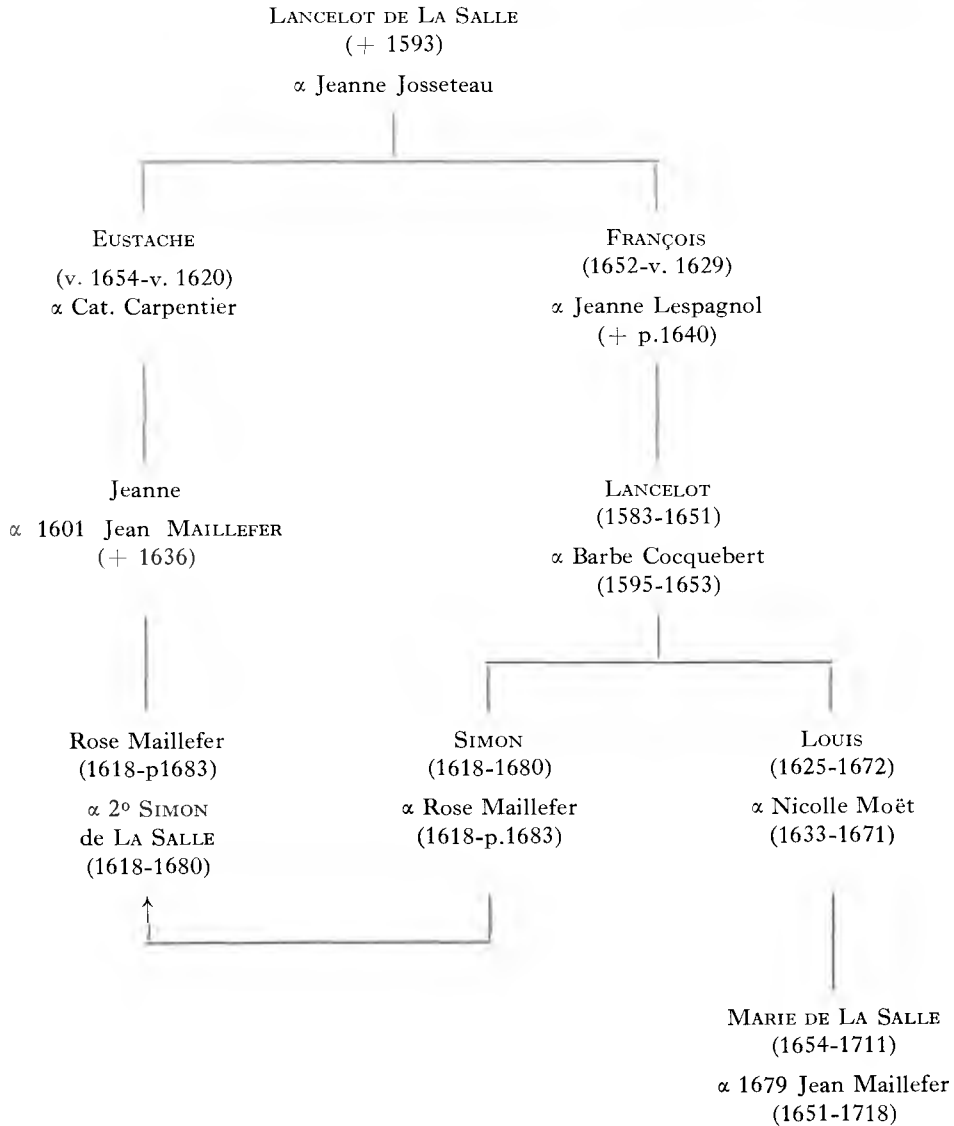 LANCELOT DE LA SALLE
(+ 1593)
α Jeanne Josseteau
EUSTACHE
(v. 1654-v. 1620)
α Cat. Carpentier
FRANÇOIS
(1652-v. 1629)
α Jeanne Lespagnol
(+ p.1640)
Jeanne
α 1601 Jean MAILLEFER
(+ 1636)
LANCELOT
(1583-1651)
α Barbe Cocquebert
(1595-1653)
Rose Maillefer
(1618-p1683)
α 2º SIMON
de LA SALLE
(1618-1680)
SIMON
(1618-1680)
α Rose Maillefer
(1618-p.1683)
LOUIS
(1625-1672)
α Nicolle Moët
(1633-1671)
MARIE DE LA SALLE
(1654-1711)
α 1679 Jean Maillefer
(1651-1718)